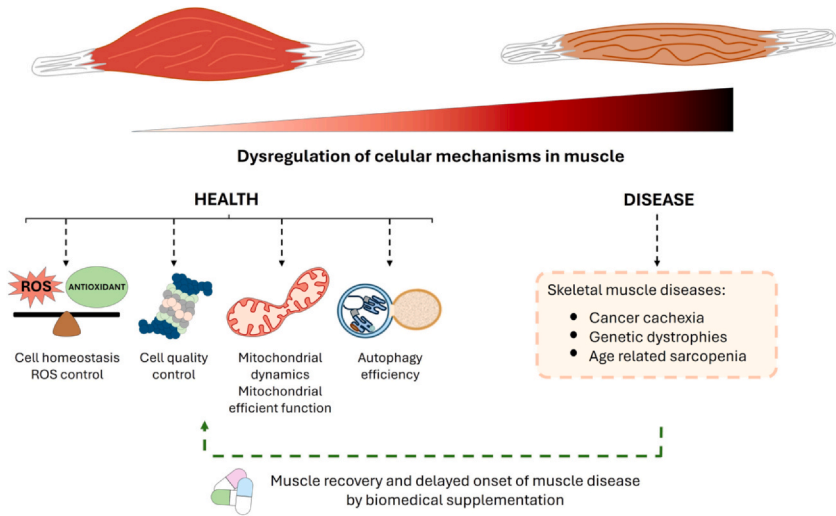 Dysregulation of celular mechanisms in muscle
HEALTH
DISEASE
ROS
ANTIOXIDANT
Cell homeostasis
ROS control
Cell quality
control
Mitochondrial
dynamics
Mitochondrial
efficient function
Autophagy
efficiency
Skeletal muscle diseases:
● Cancer cachexia
● Genetic dystrophies
● Age related sarcopenia
Muscle recovery and delayed onset of muscle disease
by biomedical supplementation